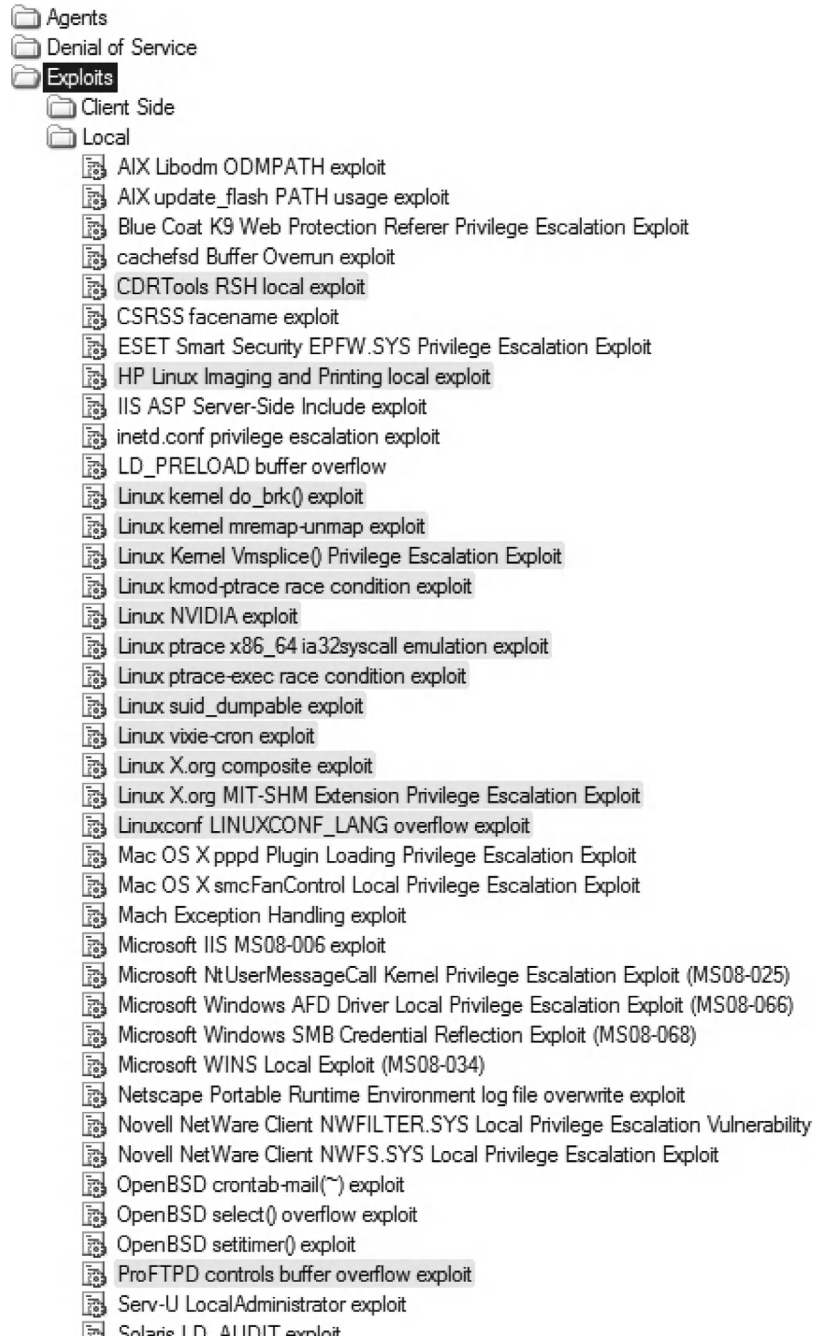 Agents
Denial of Service
Exploits
Client Side
Local
AIX Libodm ODMPATH exploit
AIX update_flash PATH usage exploit
Blue Coat K9 Web Protection Referer Privilege Escalation Exploit
cachefsd Buffer Overrun exploit
CDRTools RSH local exploit
CSRSS facename exploit
ESET Smart Security EPFW.SYS Privilege Escalation Exploit
HP Linux Imaging and Printing local exploit
IIS ASP Server-Side Include exploit
inetd.conf privilege escalation exploit
LD_PRELOAD buffer overflow
Linux kernel do_brk() exploit
Linux kernel mremap-unmap exploit
Linux Kernel Vmsplice() Privilege Escalation Exploit
Linux kmod-ptrace race condition exploit
Linux NVIDIA exploit
Linux ptrace x86_64 ia32syscall emulation exploit
Linux ptrace-exec race condition exploit
Linux suid_dumpable exploit
Linux vixie-cron exploit
Linux X.org composite exploit
Linux X.org MIT-SHM Extension Privilege Escalation Exploit
Linuxconf LINUXCONF_LANG overflow exploit
Mac OS X pppd Plugin Loading Privilege Escalation Exploit
Mac OS X smcFanControl Local Privilege Escalation Exploit
Mach Exception Handling exploit
Microsoft IIS MS08-006 exploit
Microsoft NtUserMessageCall Kernel Privilege Escalation Exploit (MS08-025)
Microsoft Windows AFD Driver Local Privilege Escalation Exploit (MS08-066)
Microsoft Windows SMB Credential Reflection Exploit (MS08-068)
Microsoft WINS Local Exploit (MS08-034)
Netscape Portable Runtime Environment log file overwrite exploit
Novell NetWare Client NWFILTER.SYS Local Privilege Escalation Vulnerability
Novell NetWare Client NWFS.SYS Local Privilege Escalation Exploit
OpenBSD crontab-mail(~) exploit
OpenBSD select() overflow exploit
OpenBSD setitimer() exploit
ProFTPD controls buffer overflow exploit
Serv-U LocalAdministrator exploit
Solaris LD_AUDIT exploit